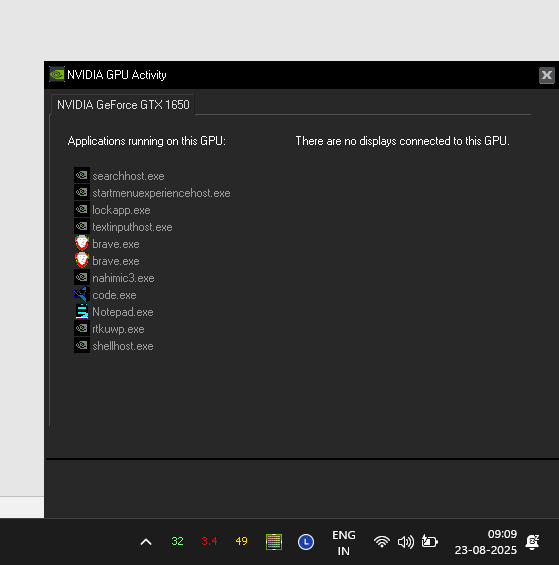 NVIDIA GPU Activity
NVIDIA GeForce GTX 1650
Applications running on this GPU:
There are no displays connected to this GPU.
searchhost.exe
startmenuexperiencehost.exe
lockapp.exe
textinputhost.exe
brave.exe
brave.exe
nahimic3.exe
code.exe
Notepad.exe
rtkuwp.exe
shellhost.exe
32 3.4 49 L ENG 09:09
IN 23-08-2025